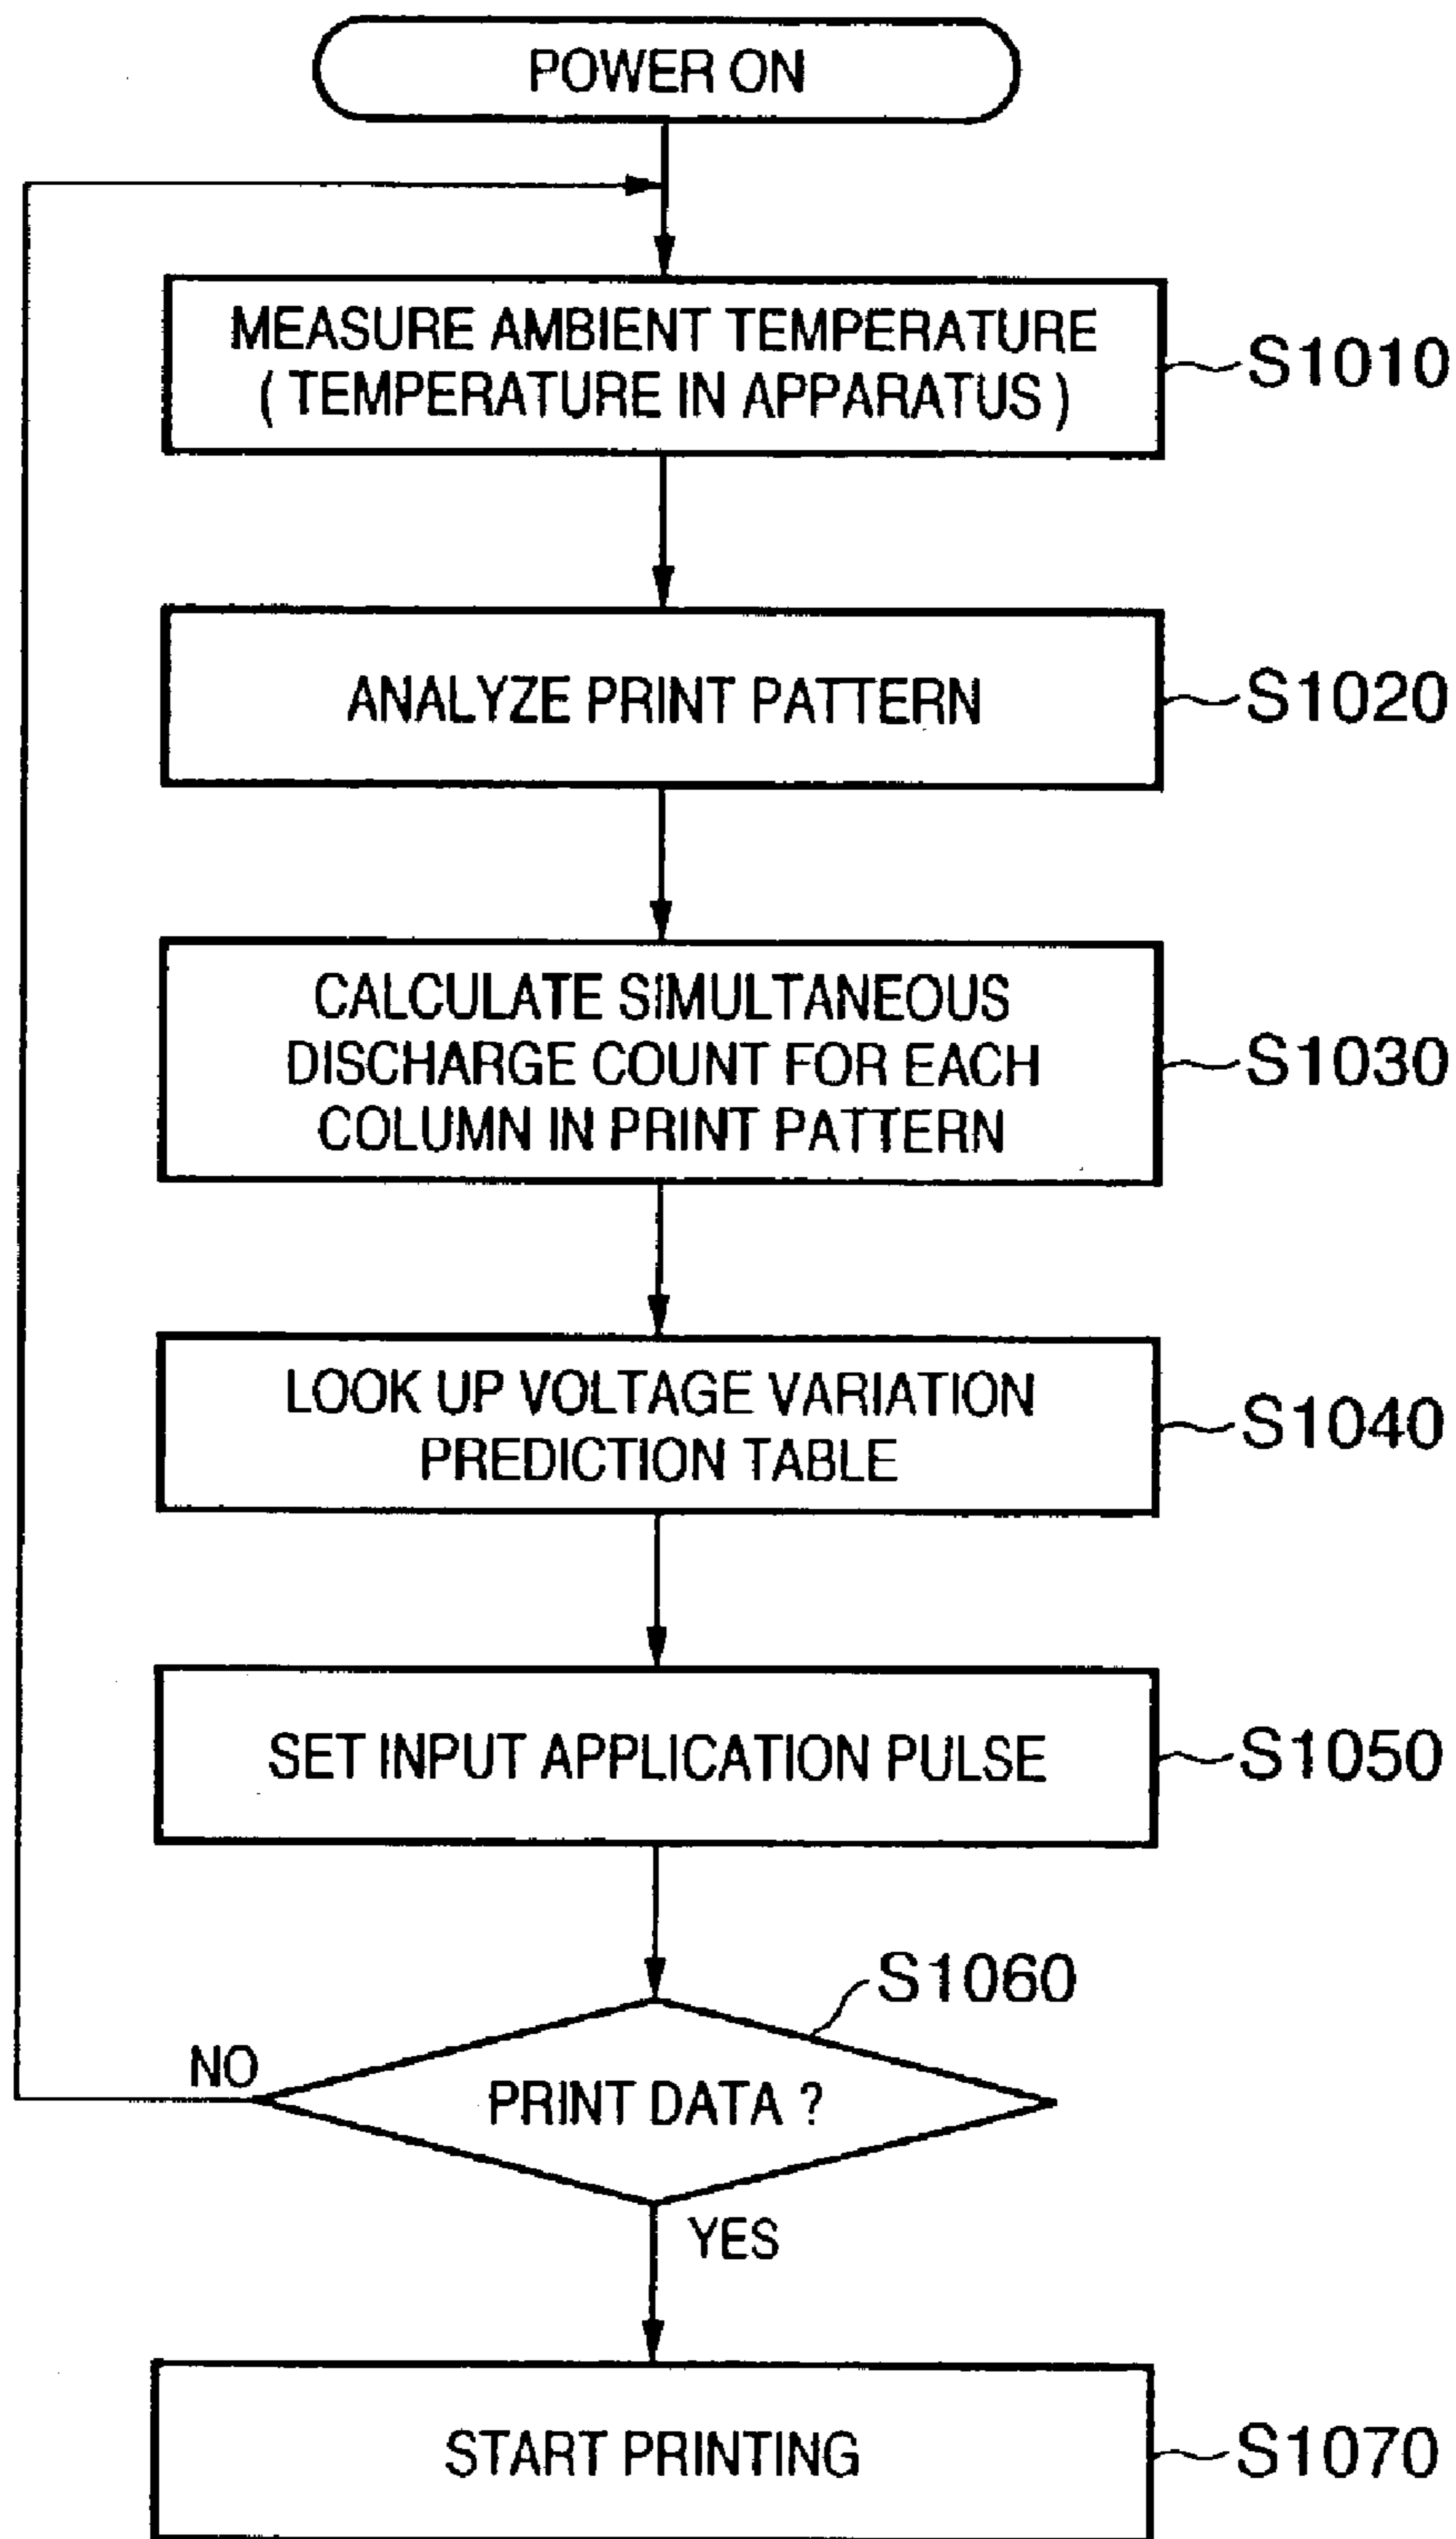 POWER ON
MEASURE AMBIENT TEMPERATURE
( TEMPERATURE IN APPARATUS )
S1010
ANALYZE PRINT PATTERN
S1020
CALCULATE SIMULTANEOUS
DISCHARGE COUNT FOR EACH
COLUMN IN PRINT PATTERN
S1030
LOOK UP VOLTAGE VARIATION
PREDICTION TABLE
S1040
SET INPUT APPLICATION PULSE
S1050
S1060
NO
PRINT DATA ?
YES
START PRINTING
S1070